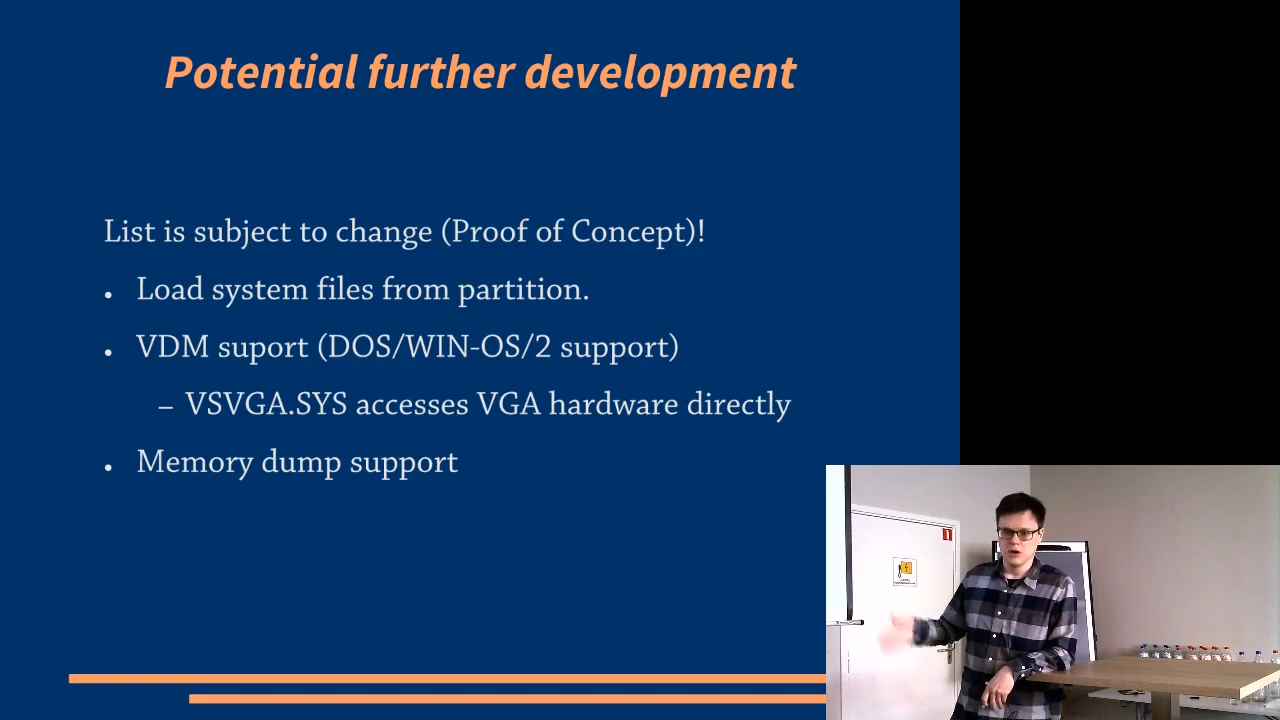 Potential further development
List is subject to change (Proof of Concept)!
• Load system files from partition.
• VDM suport (DOS/WIN-OS/2 support)
– VSVGA.SYS accesses VGA hardware directly
• Memory dump support